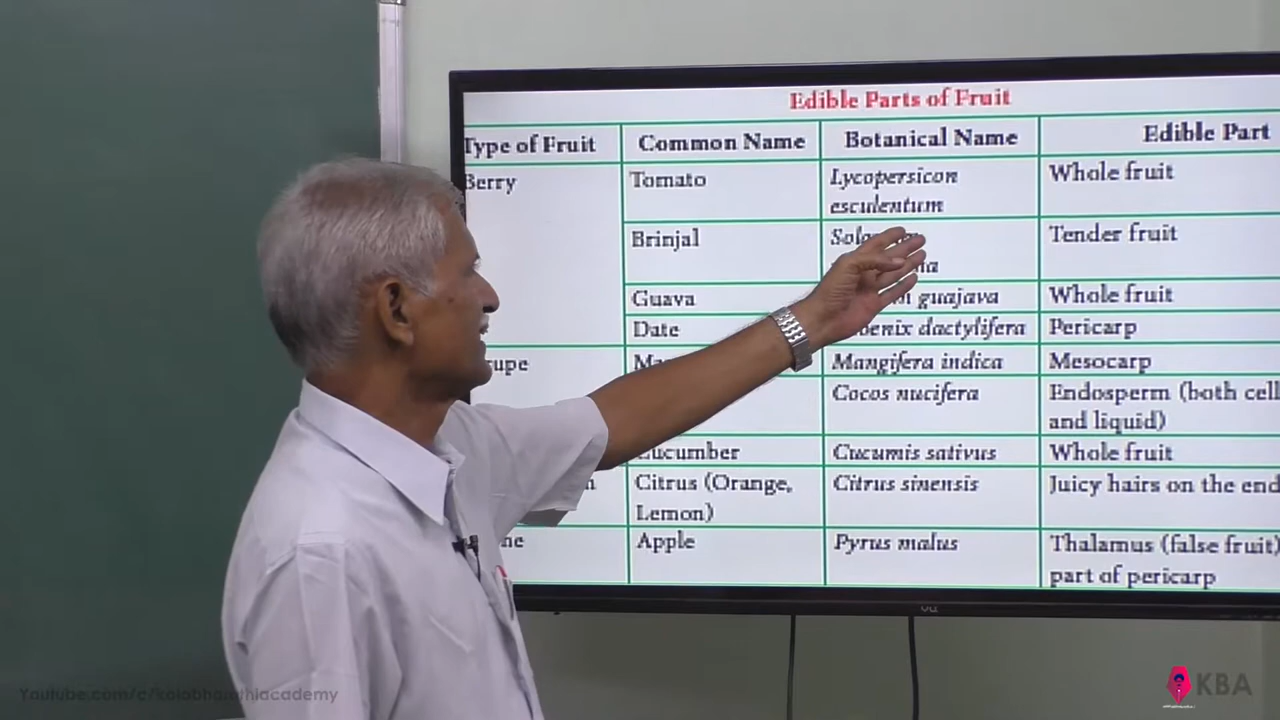 Edible Parts of Fruit
Type of Fruit Common Name Botanical Name Edible Part
Berry Tomato Lycopersicon esculentum Whole fruit
Brinjal Tender fruit
Guava guajava Whole fruit
Date dactylifera Pericarp
Mangifera indica Mesocarp
Cocos nucifera Endosperm (both cell
and liquid)
Cucumber Cucumis sativus Whole fruit
Citrus (Orange, Lemon) Citrus sinensis Juicy hairs on the end
Apple Pyrus malus Thalamus (false fruit)
part of pericarp
Youtube.com/c/kalabharathiacademy
KBA